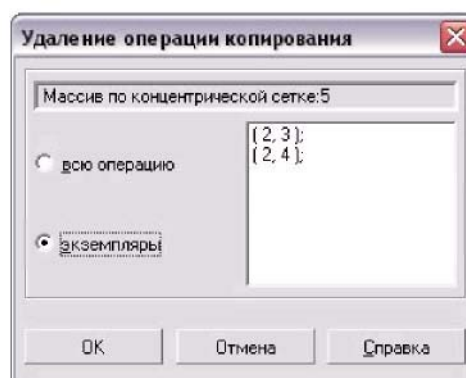 Удаление операции копирования
Массив по концентрической сетке:5
всю операцию
( 2, 3 );
( 2, 4 );
экземпляры
OK
Отмена
Справка